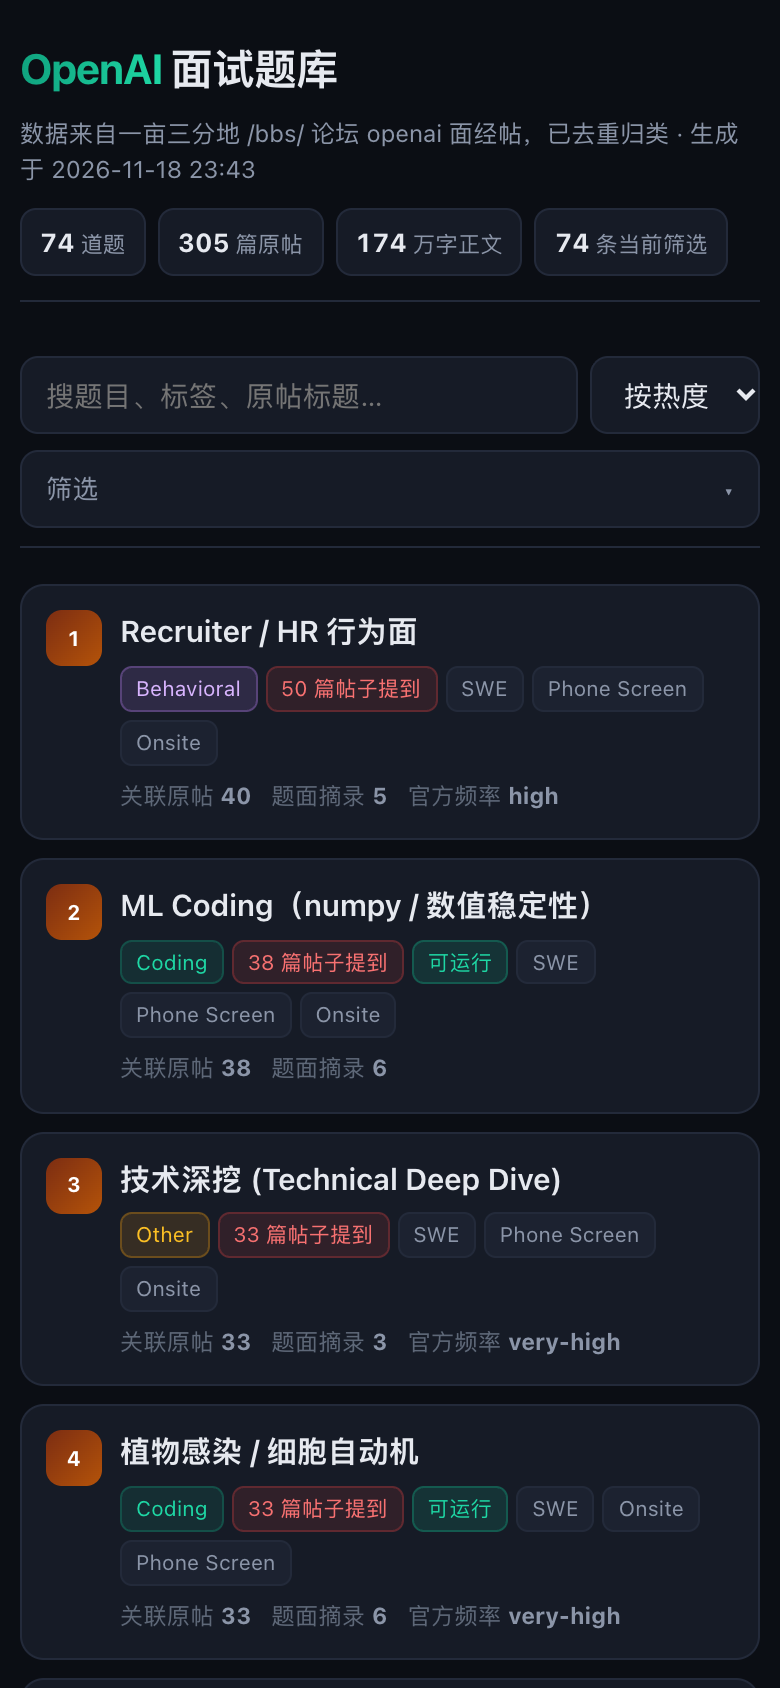 OpenAI 面试题库
数据来自一亩三分地 /bbs/ 论坛 openai 面经帖，已去重归类 · 生成
于 2026-11-18 23:43
74 道题 305 篇原帖 174 万字正文 74 条当前筛选
搜题目、标签、原帖标题... 按热度
筛选
1 Recruiter / HR 行为面
Behavioral 50 篇帖子提到 SWE Phone Screen
Onsite
关联原帖 40 题面摘录 5 官方频率 high
2 ML Coding（numpy / 数值稳定性）
Coding 38 篇帖子提到 可运行 SWE
Phone Screen Onsite
关联原帖 38 题面摘录 6
3 技术深挖 (Technical Deep Dive)
Other 33 篇帖子提到 SWE Phone Screen
Onsite
关联原帖 33 题面摘录 3 官方频率 very-high
4 植物感染 / 细胞自动机
Coding 33 篇帖子提到 可运行 SWE Onsite
Phone Screen
关联原帖 33 题面摘录 6 官方频率 very-high